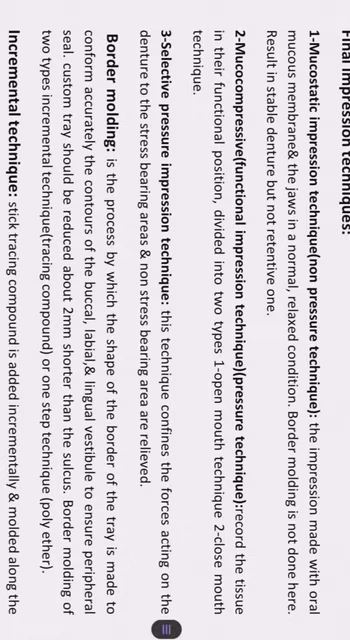 Final impression techniques:
1-Mucostatic impression technique(non pressure technique): the impression made with oral
mucous membrane& the jaws in a normal, relaxed condition. Border molding is not done here.
Result in stable denture but not retentive one.
2-Mucocompressive(functional impression technique)(pressure technique):record the tissue
in their functional position, divided into two types 1-open mouth technique 2-close mouth
technique.
3-Selective pressure impression technique: this technique confines the forces acting on the
denture to the stress bearing areas & non stress bearing area are relieved.
Border molding: is the process by which the shape of the border of the tray is made to
conform accurately the contours of the buccal, labial,& lingual vestibule to ensure peripheral
seal. custom tray should be reduced about 2mm shorter than the sulcus. Border molding of
two types incremental technique(tracing compound) or one step technique (poly ether).
Incremental technique: stick tracing compound is added incrementally & molded along the